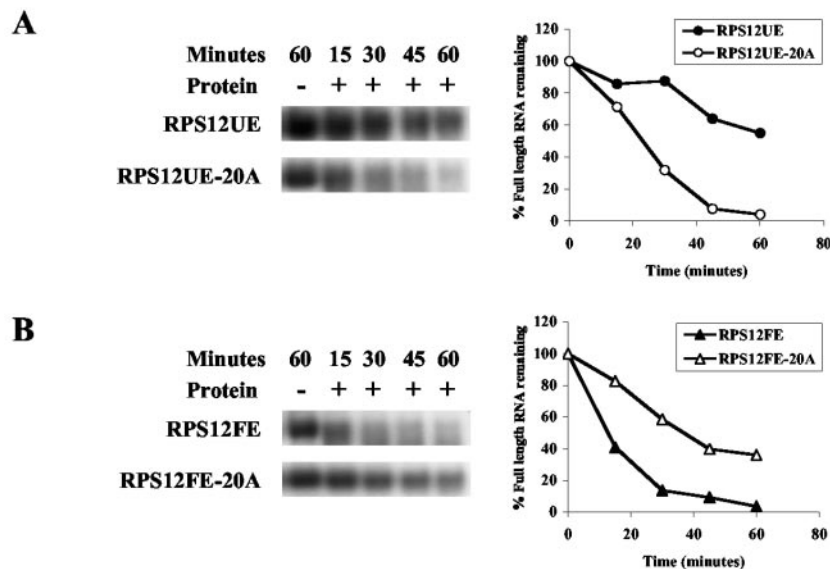 A
Minutes 60 15 30 45 60
Protein - + + + +
RPS12UE
RPS12UE-20A
% Full length RNA remaining
120
100
80
60
40
20
0
0 20 40 60 80
Time (minutes)
RPS12UE
RPS12UE-20A
B
Minutes 60 15 30 45 60
Protein - + + + +
RPS12FE
RPS12FE-20A
% Full length RNA remaining
120
100
80
60
40
20
0
0 20 40 60 80
Time (minutes)
RPS12FE
RPS12FE-20A